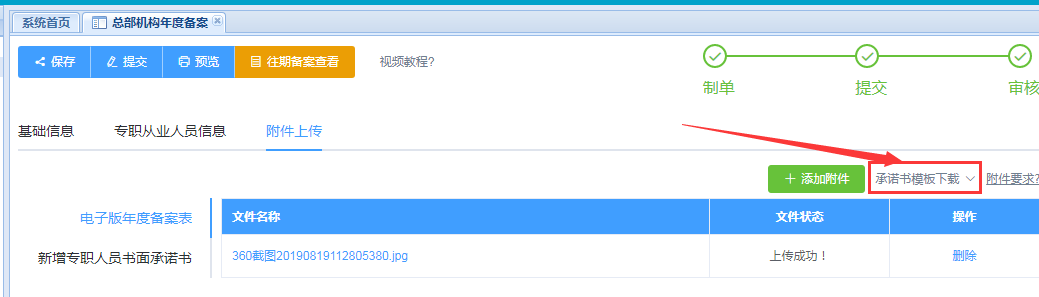 系统首页 总部机构年度备案
保存 提交 预览 往期备案查看 视频教程?
制单 提交 审核
基础信息 专职从业人员信息 附件上传
添加附件 承诺书模板下载 附件要求
电子版年度备案表 文件名称 文件状态 操作
新增专职人员书面承诺书 360截图20190819112805380.jpg 上传成功！ 删除